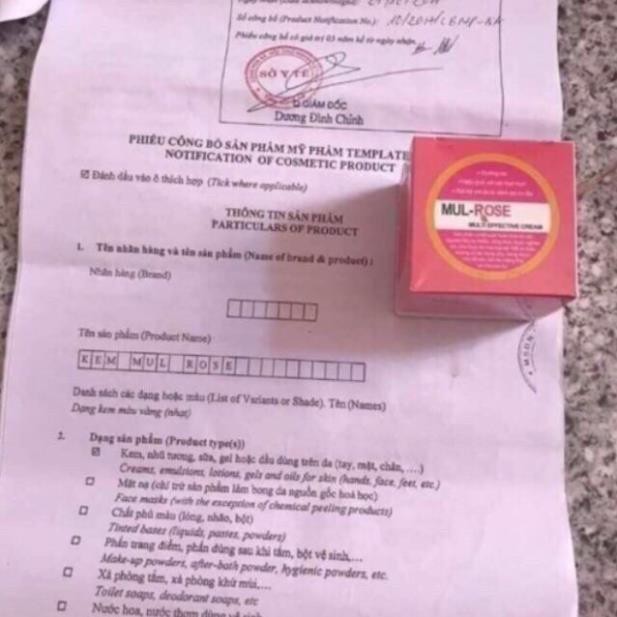 Số công bố (Product Notification No.):
Phiếu công bố có giá trị 05 năm kể từ ngày nhận.
SỞ Y TẾ
GIÁM ĐỐC
Dương Đình Chỉnh
PHIẾU CÔNG BỐ SẢN PHẨM MỸ PHẨM TEMPLATE
NOTIFICATION OF COSMETIC PRODUCT
Đánh dấu vào ô thích hợp (Tick where applicable)
THÔNG TIN SẢN PHẨM
PARTICULARS OF PRODUCT
1. Tên nhãn hàng và tên sản phẩm (Name of brand & product) :
Nhãn hàng (Brand)
Tên sản phẩm (Product Name)
KEM MUL ROSE
Danh sách các dạng hoặc màu (List of Variants or Shade). Tên (Names)
Dạng kem màu vàng (nhạt)
2. Dạng sản phẩm (Product type(s))
Kem, nhũ tương, sữa, gel hoặc dầu dùng trên da (tay, mặt, chân, ....)
Creams, emulsions, lotions, gels and oils for skin (hands, face, feet, etc.)
Mặt nạ (chỉ trừ sản phẩm làm bong da nguồn gốc hoá học)
Face masks (with the exception of chemical peeling products)
Chất phủ màu (lỏng, nhão, bột)
Tinted bases (liquids, pastes, powders)
Phấn trang điểm, phấn dùng sau khi tắm, bột vệ sinh,...
Make-up powders, after-bath powder, hygienic powders, etc.
Xà phòng tắm, xà phòng khử mùi,...
Toilet soaps, deodorant soaps, etc
Nước hoa, nước thơm dùng vệ sinh
MUL-ROSE
MULTI EFFECTIVE CREAM